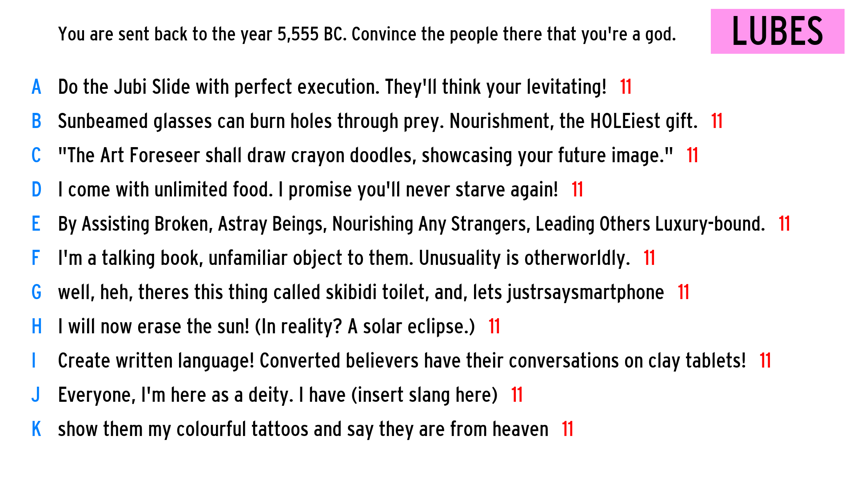 You are sent back to the year 5,555 BC. Convince the people there that you're a god.
LUBES
A Do the Jubi Slide with perfect execution. They'll think your levitating! 11
B Sunbeamed glasses can burn holes through prey. Nourishment, the HOLEiest gift. 11
C "The Art Foreseer shall draw crayon doodles, showcasing your future image." 11
D I come with unlimited food. I promise you'll never starve again! 11
E By Assisting Broken, Astray Beings, Nourishing Any Strangers, Leading Others Luxury-bound. 11
F I'm a talking book, unfamiliar object to them. Unusuality is otherworldly. 11
G well, heh, theres this thing called skibidi toilet, and, lets justrsaysmartphone 11
H I will now erase the sun! (In reality? A solar eclipse.) 11
I Create written language! Converted believers have their conversations on clay tablets! 11
J Everyone, I'm here as a deity. I have (insert slang here) 11
K show them my colourful tattoos and say they are from heaven 11